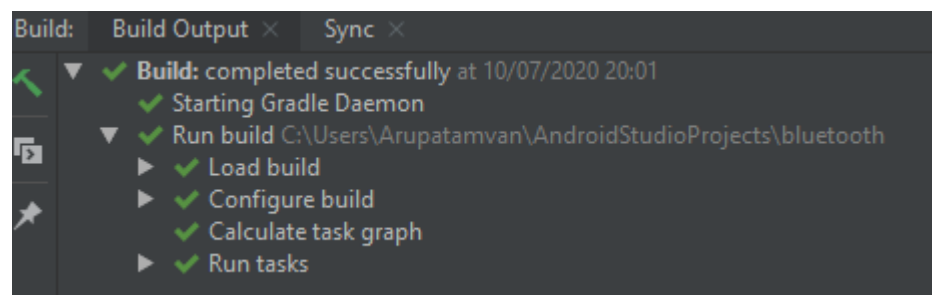 Build: Build Output Sync
Build: completed successfully at 10/07/2020 20:01
Starting Gradle Daemon
Run build C:\Users\Arupatamvan\AndroidStudioProjects\bluetooth
Load build
Configure build
Calculate task graph
Run tasks